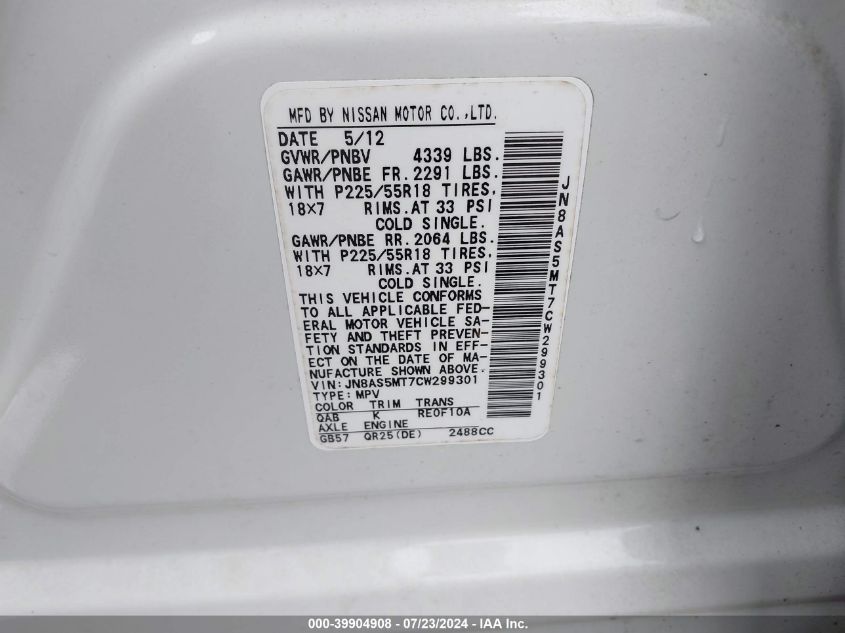 MFD BY NISSAN MOTOR CO.,LTD.
DATE 5/12
GVWR/PNBV 4339 LBS.
GAWR/PNBE FR. 2291 LBS.
WITH P225/55R18 TIRES,
18X7 RIMS.AT 33 PSI
COLD SINGLE.
GAWR/PNBE RR. 2064 LBS.
WITH P225/55R18 TIRES,
18X7 RIMS.AT 33 PSI
COLD SINGLE.
THIS VEHICLE CONFORMS
TO ALL APPLICABLE FED-
ERAL MOTOR VEHICLE SA-
FETY AND THEFT PREVEN-
TION STANDARDS IN EFF-
ECT ON THE DATE OF MA-
NUFACTURE SHOWN ABOVE.
VIN: JN8AS5MT7CW299301
TYPE: MPV
COLOR TRIM TRANS
QAB K RE0F10A
AXLE ENGINE
GB57 QR25(DE) 2488CC
JN8AS5MT7CW299301
000-39904908 - 07/23/2024 - IAA Inc.